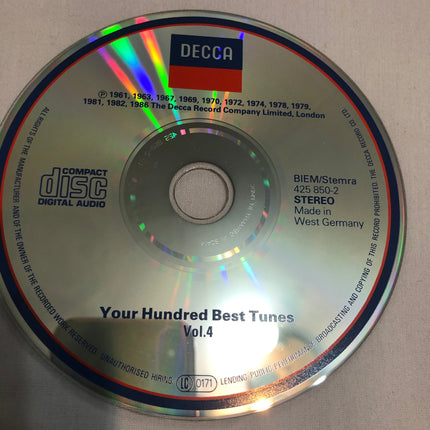 DECCA
℗ 1961, 1963, 1967, 1969, 1970, 1972, 1974, 1978, 1979,
1981, 1982, 1986 The Decca Record Company Limited, London
COMPACT
disc
DIGITAL AUDIO
BIEM/Stemra
425 850-2
STEREO
Made in
West Germany
Your Hundred Best Tunes
Vol.4
ALL RIGHTS OF THE MANUFACTURER AND OF THE OWNER OF THE RECORDED WORK RESERVED. UNAUTHORISED HIRING, LENDING, PUBLIC PERFORMANCE, BROADCASTING AND COPYING OF THIS RECORD PROHIBITED. THE DECCA RECORD CO. LTD.
LC 0171